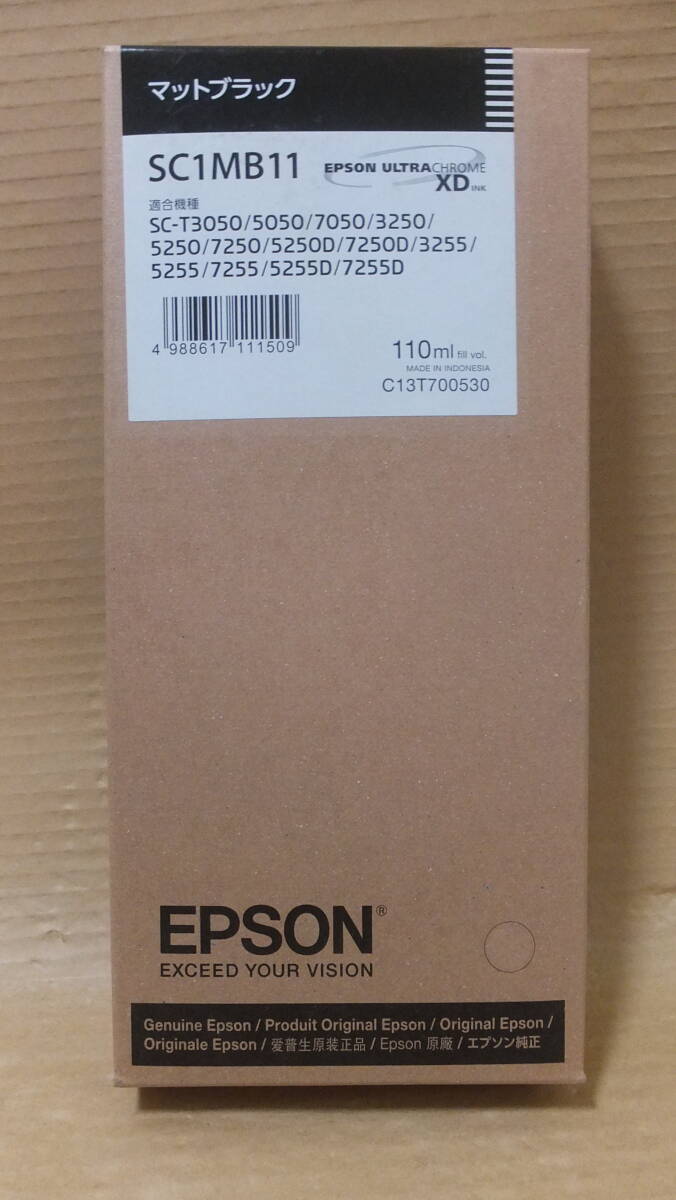 マットブラック
SC1MB11
EPSON ULTRACHROME
XD INK
適合機種
SC-T3050/5050/7050/3250/
5250/7250/5250D/7250D/3255/
5255/7255/5255D/7255D
4 988617 111509
110ml fill vol.
MADE IN INDONESIA
C13T700530
EPSON®
EXCEED YOUR VISION
Genuine Epson / Produit Original Epson / Original Epson /
Originale Epson / 爱普生原装正品 / Epson 原廠 / エプソン純正